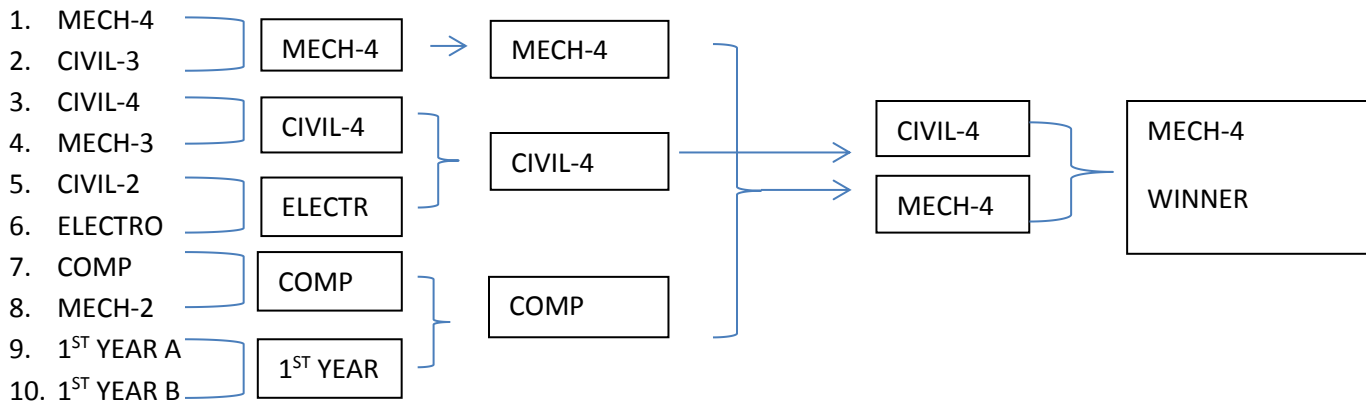 1. MECH-4
2. CIVIL-3
3. CIVIL-4
4. MECH-3
5. CIVIL-2
6. ELECTRO
7. COMP
8. MECH-2
9. 1ST YEAR A
10. 1ST YEAR B
MECH-4
CIVIL-4
ELECTR
COMP
1ST YEAR
MECH-4
CIVIL-4
COMP
CIVIL-4
MECH-4
MECH-4
WINNER